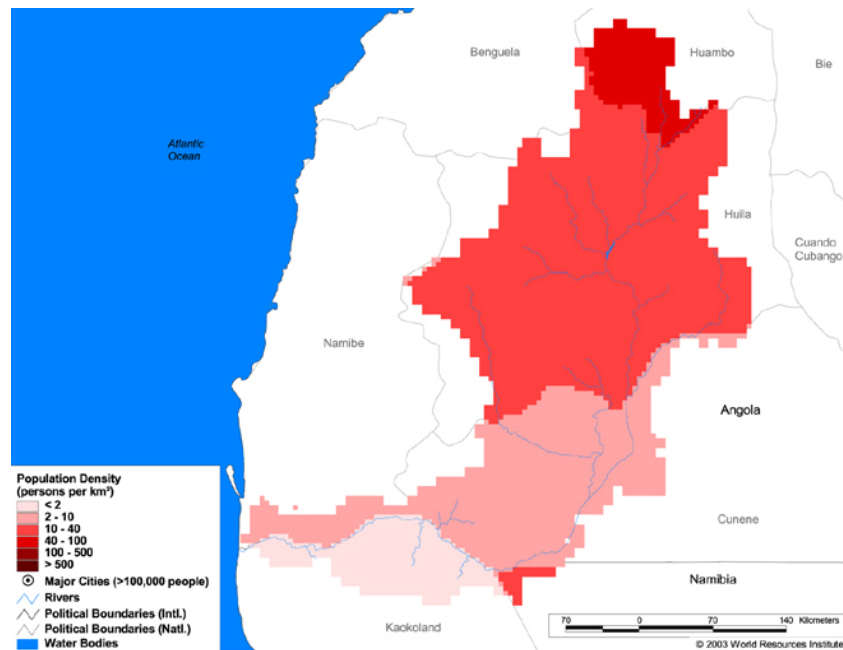 Benguela
Huambo
Bie
Atlantic
Ocean
Huila
Cuando
Cubango
Namibe
Angola
Population Density
(persons per km²)
< 2
2 - 10
10 - 40
40 - 100
100 - 500
> 500
Major Cities (>100,000 people)
Rivers
Political Boundaries (Intl.)
Political Boundaries (Natl.)
Water Bodies
Cunene
Namibia
Kaokoland
70 0 70 140 Kilometers
© 2003 World Resources Institute